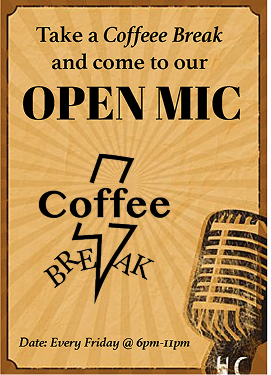 Take a Coffeee Break
and come to our
OPEN MIC
Coffee
BREAK
Date: Every Friday @ 6pm-11pm
H C